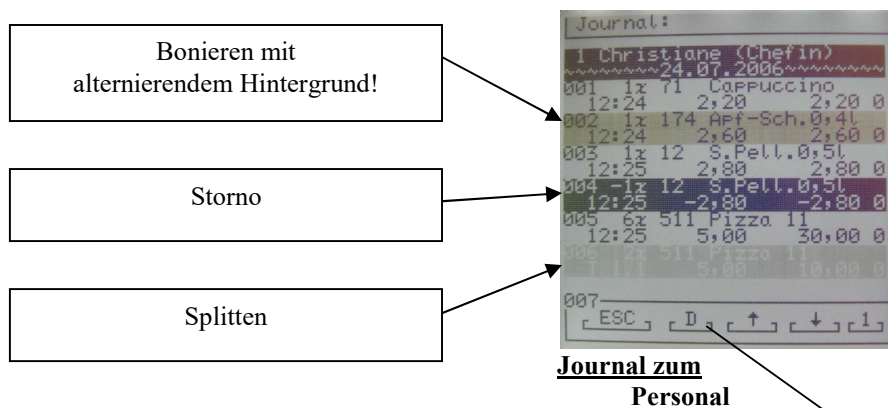 Bonieren mit
alternierendem Hintergrund!
Storno
Splitten
Journal:
1 Christiane (Chefin)
~~~~~~~~24.07.2006~~~~~~~~
001 1x 71 Cappuccino
12:24 2,20 2,20 0
002 1x 174 Apf-Sch.0,4l
12:24 2,60 2,60 0
003 1x 12 S.Pell.0,5l
12:25 2,80 2,80 0
004 -1x 12 S.Pell.0,5l
12:25 -2,80 -2,80 0
005 6x 511 Pizza 11
12:25 5,00 30,00 0
006 2x 511 Pizza 11
T 1.1 5,00 10,00 0
007
ESC D ↑ ↓ 1
Journal zum
Personal